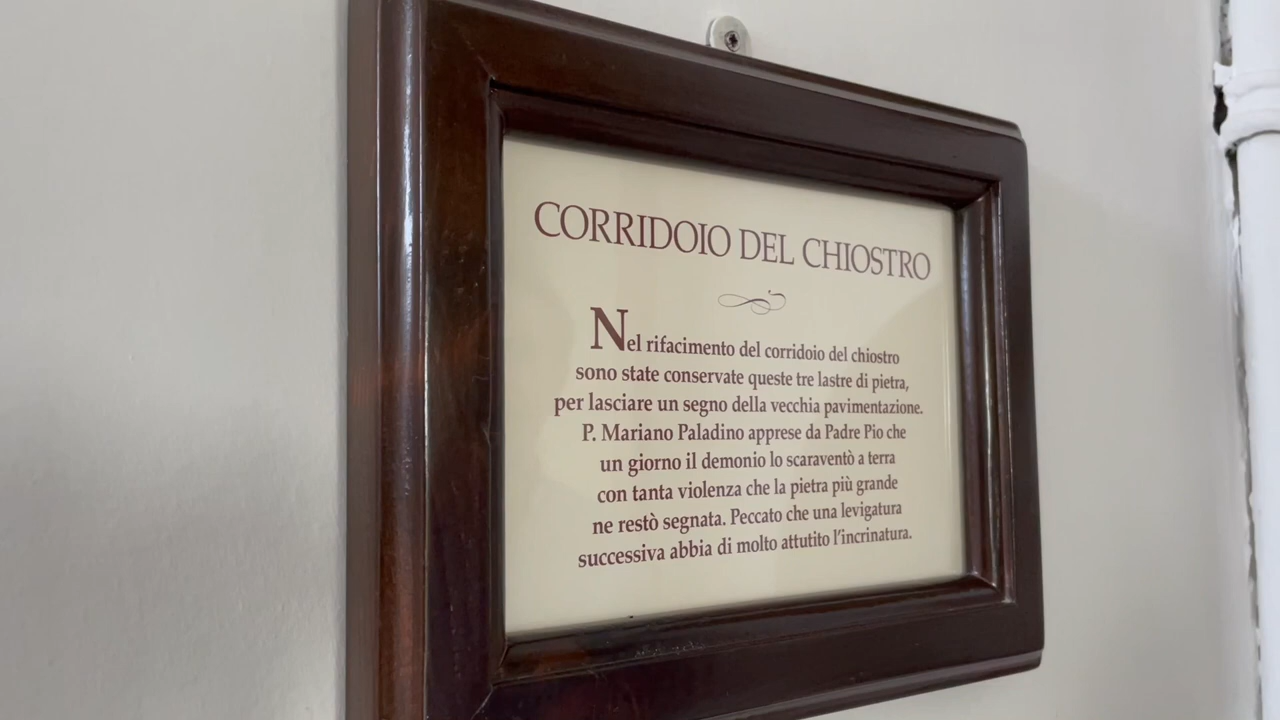 CORRIDOIO DEL CHIOSTRO
Nel rifacimento del corridoio del chiostro
sono state conservate queste tre lastre di pietra,
per lasciare un segno della vecchia pavimentazione.
P. Mariano Paladino apprese da Padre Pio che
un giorno il demonio lo scaraventò a terra
con tanta violenza che la pietra più grande
ne restò segnata. Peccato che una levigatura
successiva abbia di molto attutito l'incrinatura.